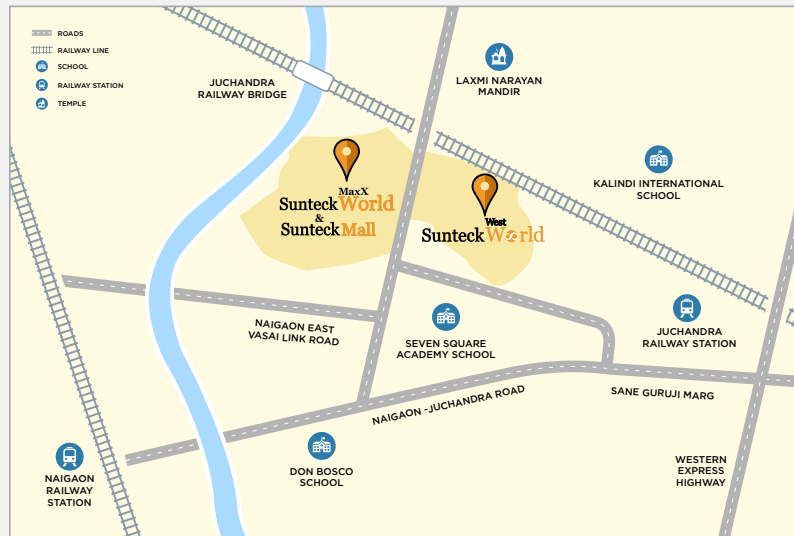 ROADS
RAILWAY LINE
SCHOOL
RAILWAY STATION
TEMPLE
JUCHANDRA
RAILWAY BRIDGE
LAXMI NARAYAN
MANDIR
KALINDI INTERNATIONAL
SCHOOL
MaxX
Sunteck World
&
Sunteck Mall
West
Sunteck World
NAIGAON EAST
VASAI LINK ROAD
SEVEN SQUARE
ACADEMY SCHOOL
JUCHANDRA
RAILWAY STATION
NAIGAON -JUCHANDRA ROAD
SANE GURUJI MARG
DON BOSCO
SCHOOL
NAIGAON
RAILWAY
STATION
WESTERN
EXPRESS
HIGHWAY